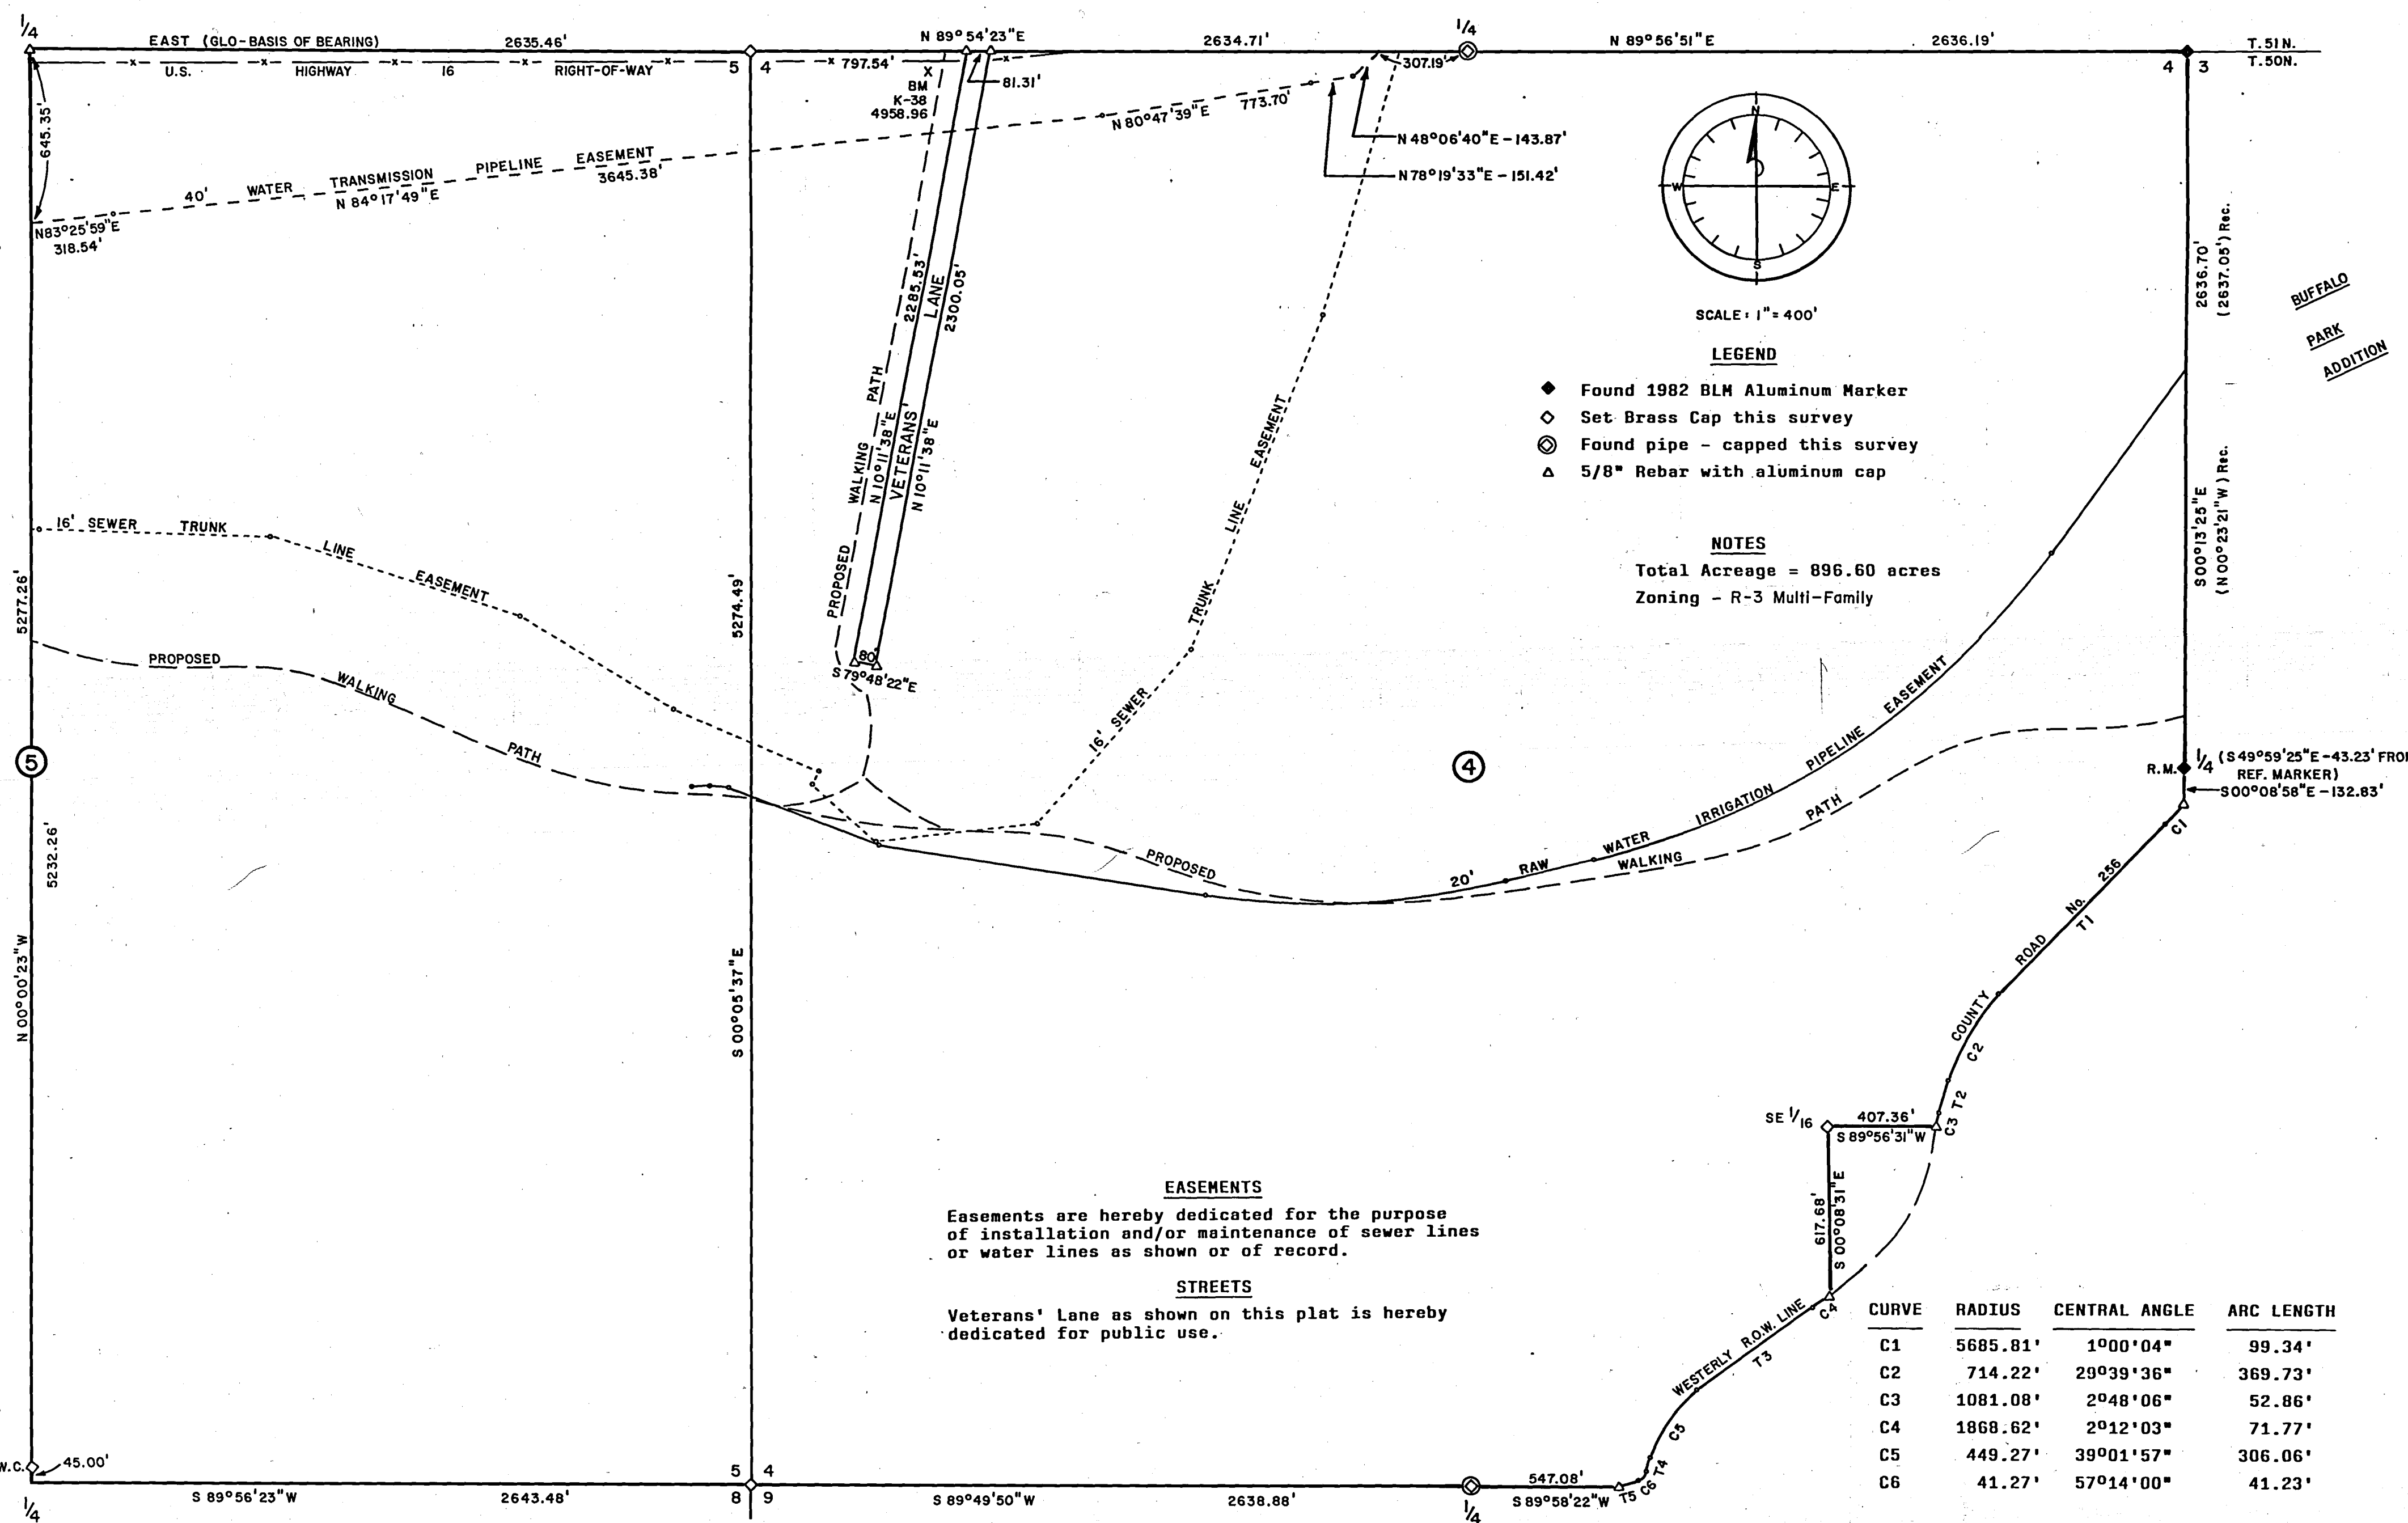 1/4
EAST (GLO-BASIS OF BEARING)
2635.46'
N 89°54'23"E
2634.71'
1/4
N 89°56'51"E
2636.19'
T.51N.
T.50N.
U.S. HIGHWAY 16 RIGHT-OF-WAY
5 4
797.54'
81.31'
307.19'
4 3
X
BM
K-38
4958.96
645.35'
N 80°47'39"E 773.70'
N 48°06'40"E-143.87'
N 78°19'33"E-151.42'
40' WATER TRANSMISSION PIPELINE EASEMENT
N 84°17'49"E
3645.38'
N83°25'59"E
318.54'
N
W E
S
SCALE: 1"=400'
2636.70'
(2637.05') Rec.
BUFFALO
PARK
ADDITION
LEGEND
Found 1982 BLM Aluminum Marker
Set Brass Cap this survey
Found pipe - capped this survey
5/8" Rebar with aluminum cap
2285.53'
LANE
2300.05'
PROPOSED WALKING PATH
N 10°11'38"E
VETERANS'
N 10°11'38"E
80'
S 79°48'22"E
16' SEWER TRUNK LINE EASEMENT
S 00°13'25"E
(N 00°23'21"W) Rec.
NOTES
Total Acreage = 896.60 acres
Zoning - R-3 Multi-Family
16' SEWER TRUNK LINE EASEMENT
5277.26'
5274.49'
PROPOSED WALKING PATH
5
4
R.M.
1/4
(S 49°59'25"E-43.23' FRO
REF. MARKER)
S00°08'58"E-132.83'
PROPOSED WALKING PATH
20' RAW WATER IRRIGATION PIPELINE EASEMENT
5232.26'
N 00°00'23"W
S 00°05'37"E
C1
COUNTY ROAD No. 256
T1
C2
T2
C3
SE 1/16
407.36'
S 89°56'31"W
617.68'
S 00°08'31"E
EASEMENTS
Easements are hereby dedicated for the purpose
of installation and/or maintenance of sewer lines
or water lines as shown or of record.
STREETS
Veterans' Lane as shown on this plat is hereby
dedicated for public use.
C4
WESTERLY R.O.W. LINE
T3
C5
T4
C6
T5
CURVE RADIUS CENTRAL ANGLE ARC LENGTH
C1 5685.81' 1°00'04" 99.34'
C2 714.22' 29°39'36" 369.73'
C3 1081.08' 2°48'06" 52.86'
C4 1868.62' 2°12'03" 71.77'
C5 449.27' 39°01'57" 306.06'
C6 41.27' 57°14'00" 41.23'
W.C.
45.00'
1/4
S 89°56'23"W
2643.48'
5 4
8 9
S 89°49'50"W
2638.88'
1/4
547.08'
S 89°58'22"W